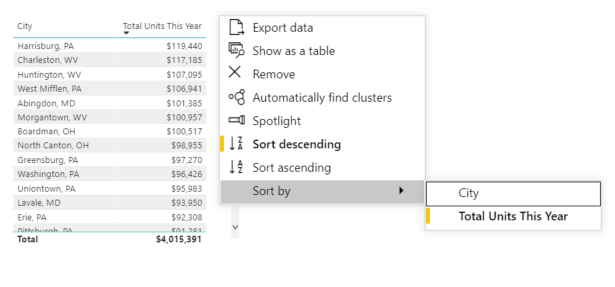 City Total Units This Year
Harrisburg, PA $119,440
Charleston, WV $117,185
Huntington, WV $107,095
West Mifflen, PA $106,941
Abingdon, MD $101,385
Morgantown, WV $100,957
Boardman, OH $100,517
North Canton, OH $98,955
Greensburg, PA $97,270
Washington, PA $96,426
Uniontown, PA $95,983
Lavale, MD $93,950
Erie, PA $92,308
Pittsburgh, PA $91,281
Total $4,015,391
Export data
Show as a table
Remove
Automatically find clusters
Spotlight
Sort descending
Sort ascending
Sort by
City
Total Units This Year